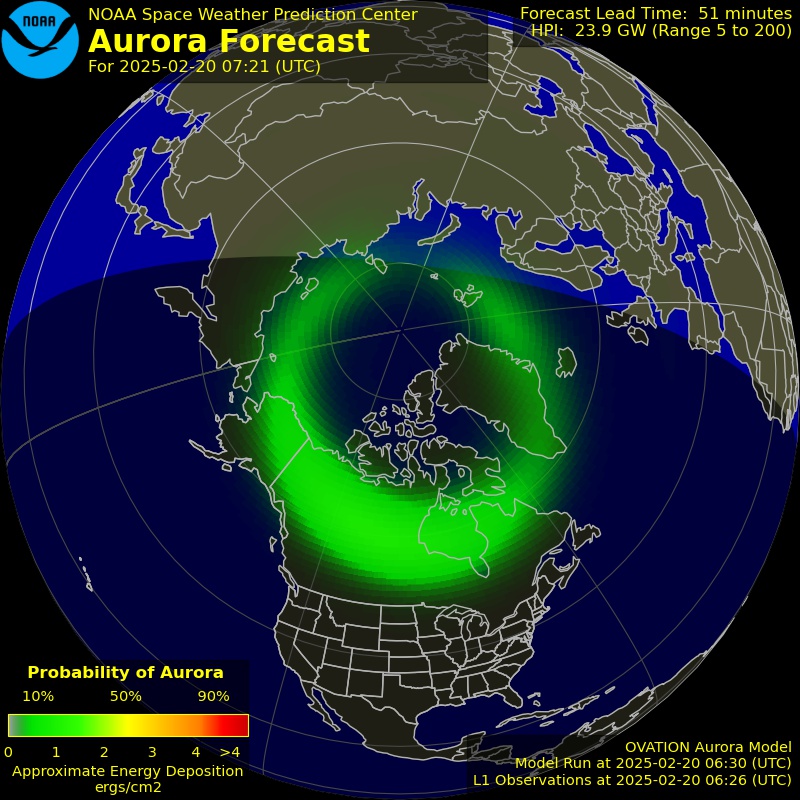 NOAA
NOAA Space Weather Prediction Center
Aurora Forecast
For 2025-02-20 07:21 (UTC)
Forecast Lead Time: 51 minutes
HPI: 23.9 GW (Range 5 to 200)
Probability of Aurora
10% 50% 90%
0 1 2 3 4 >4
Approximate Energy Deposition
ergs/cm2
OVATION Aurora Model
Model Run at 2025-02-20 06:30 (UTC)
L1 Observations at 2025-02-20 06:26 (UTC)